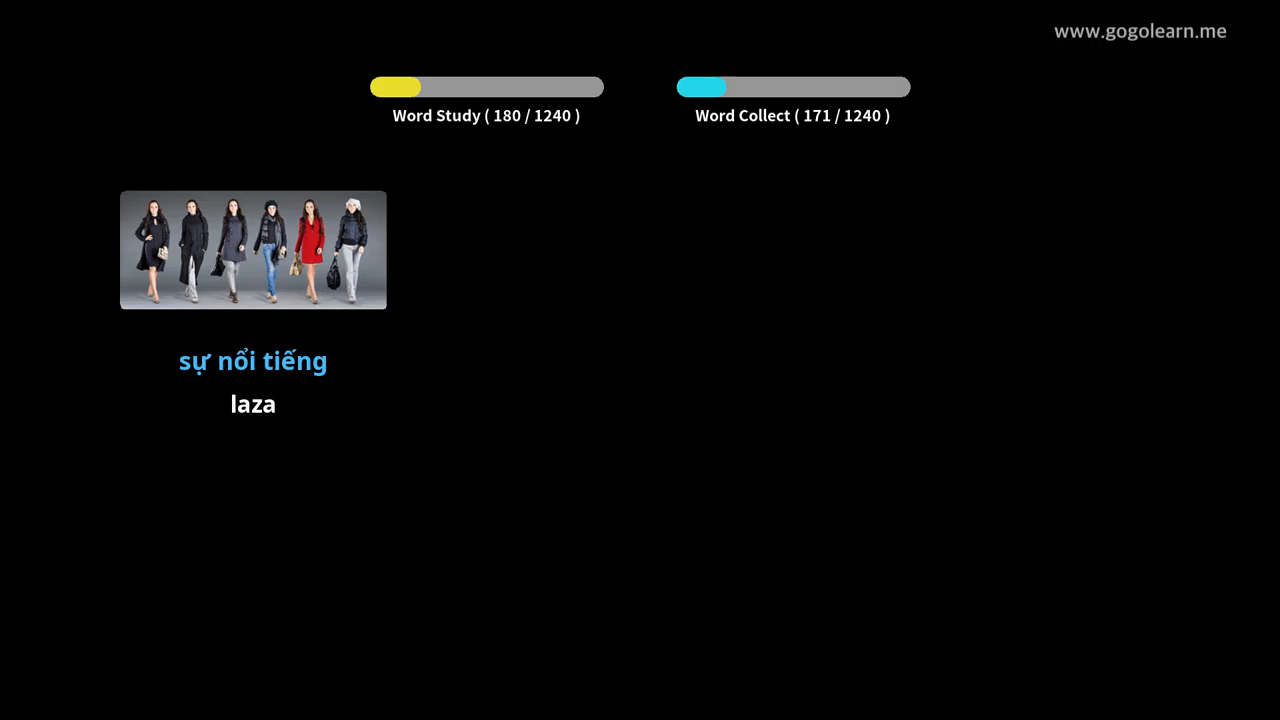 www.gogolearn.me
Word Study ( 180 / 1240 )
Word Collect ( 171 / 1240 )
sự nổi tiếng
laza